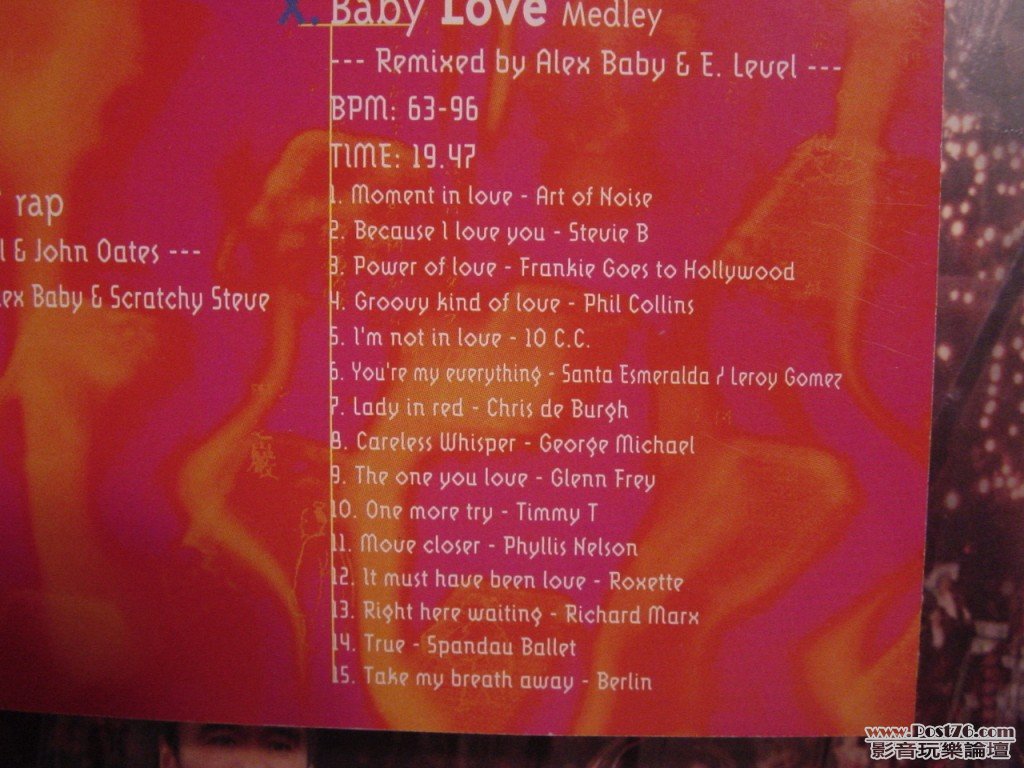 X. Baby Love Medley
--- Remixed by Alex Baby & E. Level ---
BPM: 63-96
TIME: 19.47
1. Moment in love - Art of Noise
2. Because I love you - Stevie B
3. Power of love - Frankie Goes to Hollywood
4. Groovy kind of love - Phil Collins
5. I'm not in love - 10 C.C.
6. You're my everything - Santa Esmeralda / Leroy Gomez
7. Lady in red - Chris de Burgh
8. Careless Whisper - George Michael
9. The one you love - Glenn Frey
10. One more try - Timmy T
11. Move closer - Phyllis Nelson
12. It must have been love - Roxette
13. Right here waiting - Richard Marx
14. True - Spandau Ballet
15. Take my breath away - Berlin
rap
l & John Oates ---
lex Baby & Scratchy Steve
www.Post76.com
影音玩樂論壇